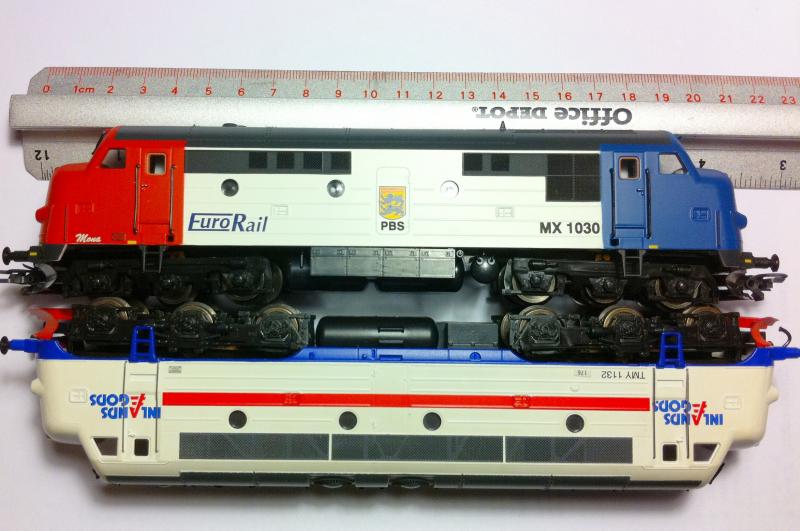 0 1cm 2 3 4 5 6 7 8 9 10 11 12 13 14 15 16 17 18 19 20 21 22 23
Office DEPOT
12 4 3
EuroRail
PBS
MX 1030
Mona
TMY 1132
176
INLANDS
GODS
INLANDS
GODS